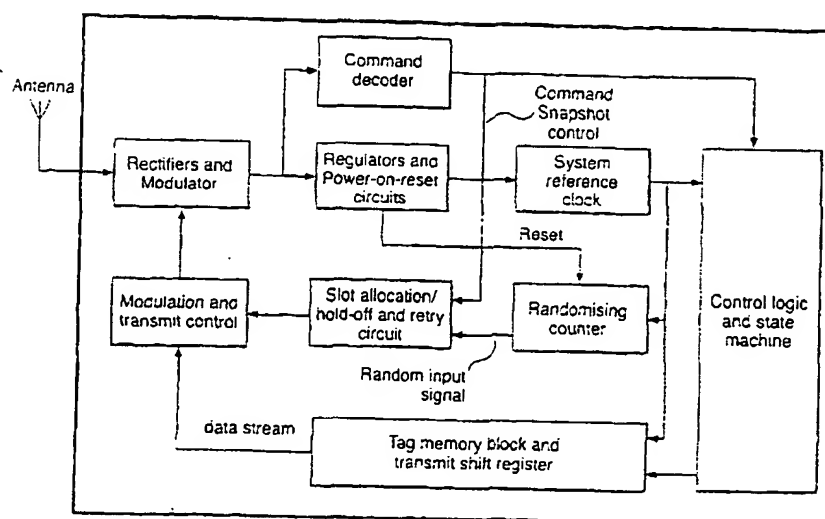 Command
decoder
Antenna
Command
Snapshot
control
Rectifiers and
Modulator
Regulators and
Power-on-reset
circuits
System
reference
clock
Reset
Modulation and
transmit control
Slot allocation/
hold-off and retry
circuit
Randomising
counter
Control logic
and state
machine
Random input
signal
data stream
Tag memory block and
transmit shift register